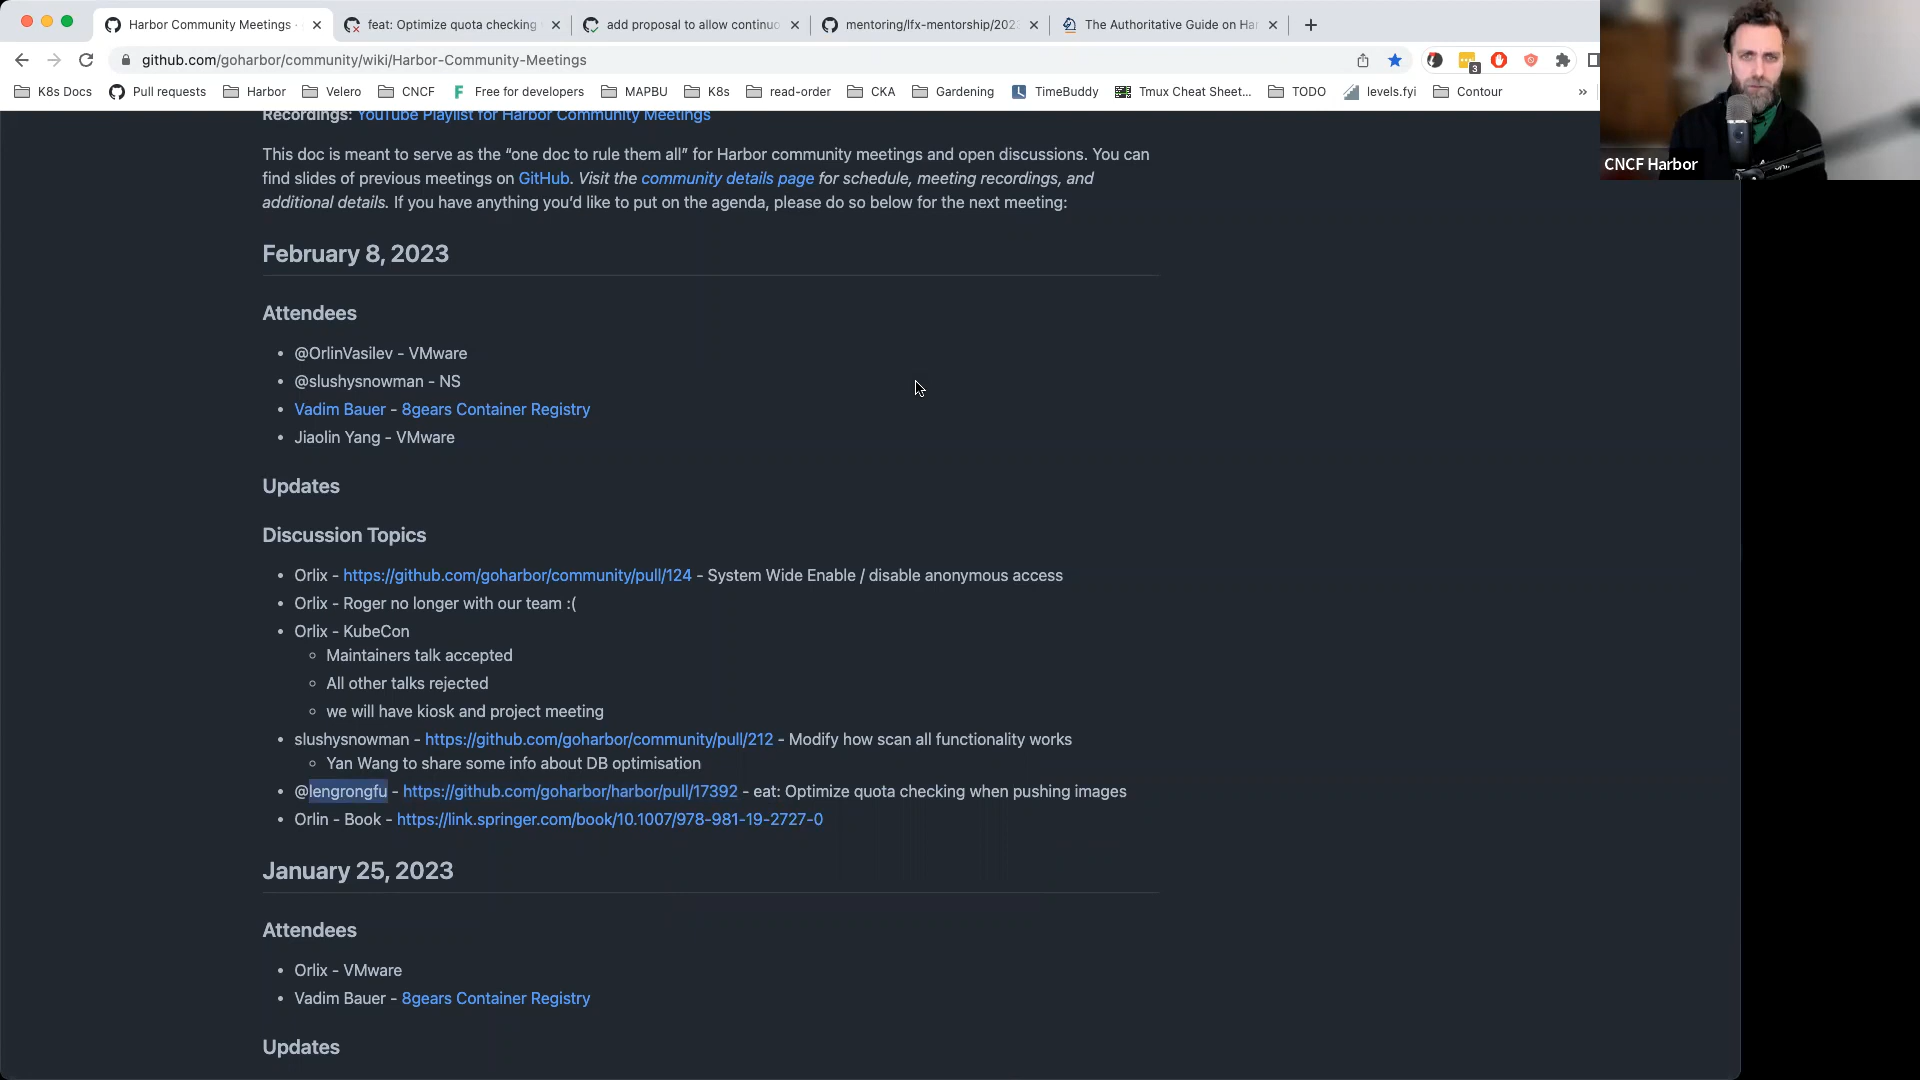 Harbor Community Meetings ·
feat: Optimize quota checking
add proposal to allow continuo
mentoring/lfx-mentorship/202
The Authoritative Guide on Har
github.com/goharbor/community/wiki/Harbor-Community-Meetings
3
K8s Docs
Pull requests
Harbor
Velero
CNCF
Free for developers
MAPBU
K8s
read-order
CKA
Gardening
TimeBuddy
Tmux Cheat Sheet...
TODO
levels.fyi
Contour
»
CNCF Harbor
Recordings: YouTube Playlist for Harbor Community Meetings
This doc is meant to serve as the “one doc to rule them all” for Harbor community meetings and open discussions. You can
find slides of previous meetings on GitHub. Visit the community details page for schedule, meeting recordings, and
additional details. If you have anything you’d like to put on the agenda, please do so below for the next meeting:
February 8, 2023
Attendees
• @OrlinVasilev - VMware
• @slushysnowman - NS
• Vadim Bauer - 8gears Container Registry
• Jiaolin Yang - VMware
Updates
Discussion Topics
• Orlix - https://github.com/goharbor/community/pull/124 - System Wide Enable / disable anonymous access
• Orlix - Roger no longer with our team :(
• Orlix - KubeCon
◦ Maintainers talk accepted
◦ All other talks rejected
◦ we will have kiosk and project meeting
• slushysnowman - https://github.com/goharbor/community/pull/212 - Modify how scan all functionality works
◦ Yan Wang to share some info about DB optimisation
• @lengrongfu - https://github.com/goharbor/harbor/pull/17392 - eat: Optimize quota checking when pushing images
• Orlin - Book - https://link.springer.com/book/10.1007/978-981-19-2727-0
January 25, 2023
Attendees
• Orlix - VMware
• Vadim Bauer - 8gears Container Registry
Updates